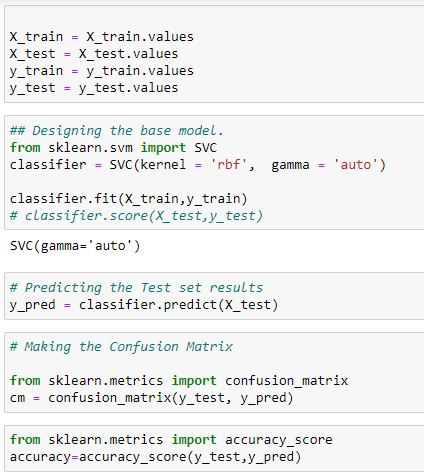 X_train = X_train.values
X_test = X_test.values
y_train = y_train.values
y_test = y_test.values
## Designing the base model.
from sklearn.svm import SVC
classifier = SVC(kernel = 'rbf',  gamma = 'auto')
classifier.fit(X_train,y_train)
# classifier.score(X_test,y_test)
SVC(gamma='auto')
# Predicting the Test set results
y_pred = classifier.predict(X_test)
# Making the Confusion Matrix
from sklearn.metrics import confusion_matrix
cm = confusion_matrix(y_test, y_pred)
from sklearn.metrics import accuracy_score
accuracy=accuracy_score(y_test,y_pred)